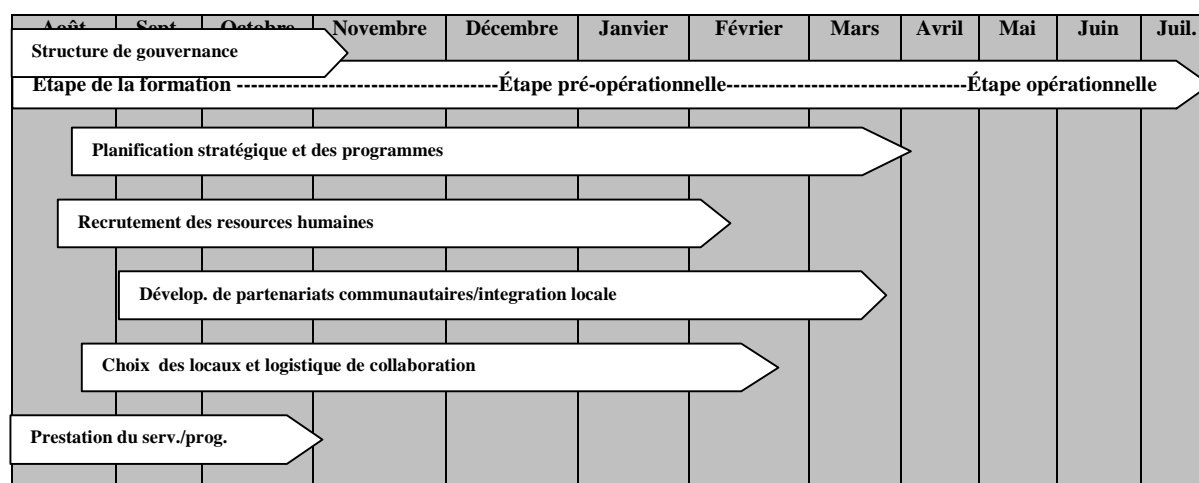 Août Sept. Octobre Novembre Décembre Janvier Février Mars Avril Mai Juin Juil.
Structure de gouvernance
Étape de la formation -------------------------------------Étape pré-opérationnelle----------------------------------Étape opérationnelle
Planification stratégique et des programmes
Recrutement des resources humaines
Dévelop. de partenariats communautaires/integration locale
Choix des locaux et logistique de collaboration
Prestation du serv./prog.